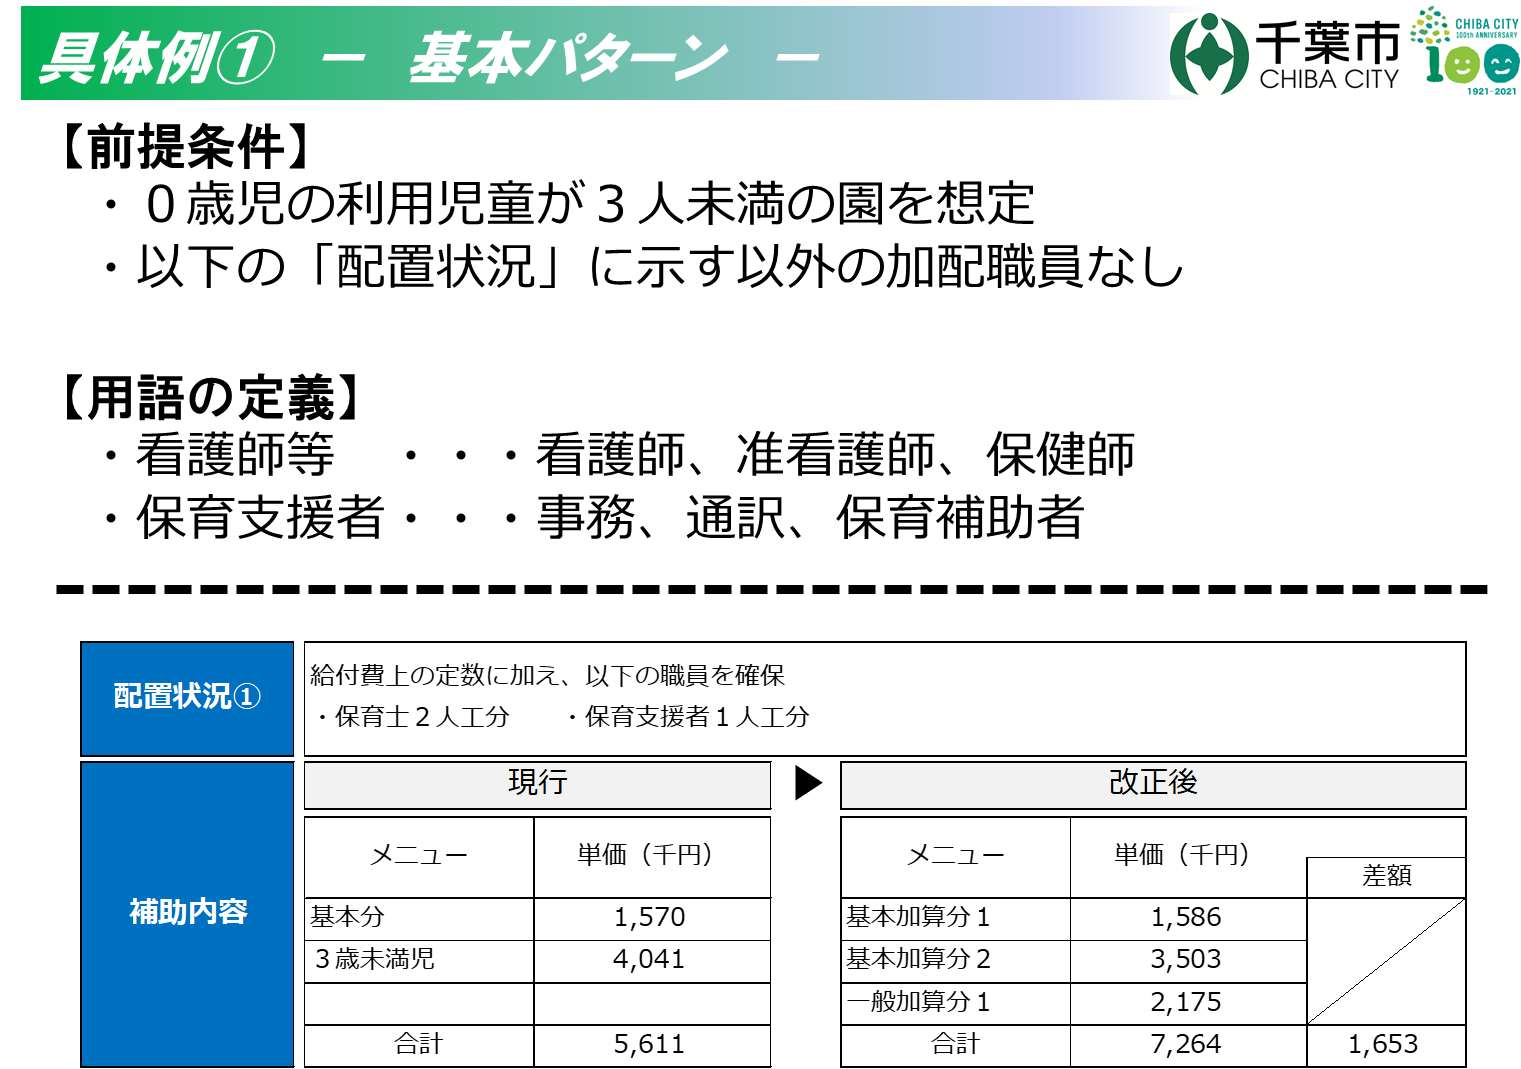 具体例① － 基本パターン －
千葉市
CHIBA CITY
CHIBA CITY
100th ANNIVERSARY
100
1921-2021
【前提条件】
・０歳児の利用児童が３人未満の園を想定
・以下の「配置状況」に示す以外の加配職員なし
【用語の定義】
・看護師等　・・・看護師、准看護師、保健師
・保育支援者・・・事務、通訳、保育補助者
配置状況①
給付費上の定数に加え、以下の職員を確保
・保育士２人工分　　・保育支援者１人工分
補助内容
現行 ▶ 改正後
メニュー 単価（千円） メニュー 単価（千円）
差額
基本分 1,570 基本加算分１ 1,586
３歳未満児 4,041 基本加算分２ 3,503
一般加算分１ 2,175
合計 5,611 合計 7,264 1,653